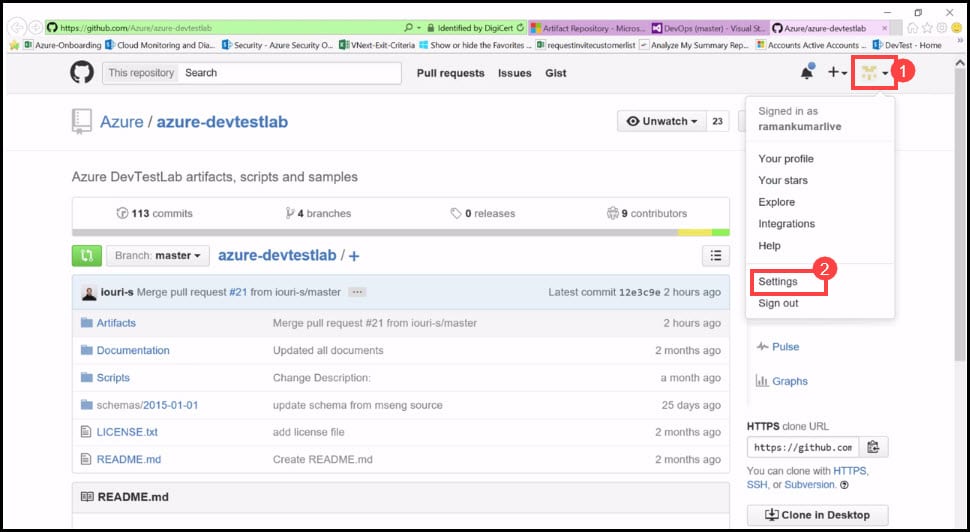 https://github.com/Azure/azure-devtestlab
Identified by DigiCert
Artifact Repository - Micros...
DevOps (master) - Visual St...
Azure/azure-devtestlab
Azure-Onboarding
Cloud Monitoring and Dia...
Security - Azure Security O...
VNext-Exit-Criteria
Show or hide the Favorites ...
requestinvitecustomerlist
Analyze My Summary Rep...
Accounts Active Accounts ...
DevTest - Home
This repository Search
Pull requests Issues Gist
1
Azure / azure-devtestlab
Unwatch 23
Signed in as
ramankumarlive
Your profile
Your stars
Explore
Integrations
Help
2
Settings
Sign out
Azure DevTestLab artifacts, scripts and samples
113 commits 4 branches 0 releases 9 contributors
Branch: master azure-devtestlab / +
iouri-s Merge pull request #21 from iouri-s/master ... Latest commit 12e3c9e 2 hours ago
Artifacts Merge pull request #21 from iouri-s/master 2 hours ago
Documentation Updated all documents 2 months ago
Scripts Change Description: a month ago
schemas/2015-01-01 update schema from mseng source 25 days ago
LICENSE.txt add license file 2 months ago
README.md Create README.md 2 months ago
README.md
Pulse
Graphs
HTTPS clone URL
https://github.com
You can clone with HTTPS,
SSH, or Subversion.
Clone in Desktop